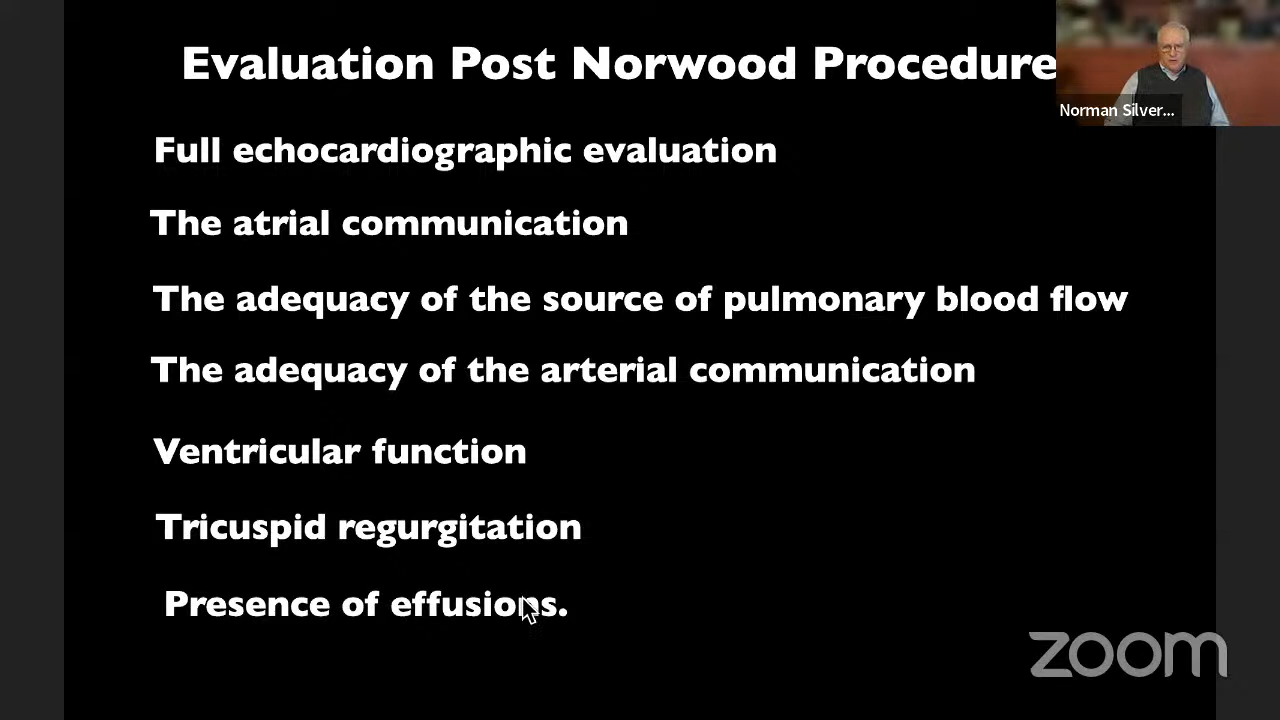 Evaluation Post Norwood Procedure
Norman Silver...
Full echocardiographic evaluation
The atrial communication
The adequacy of the source of pulmonary blood flow
The adequacy of the arterial communication
Ventricular function
Tricuspid regurgitation
Presence of effusions.
zoom